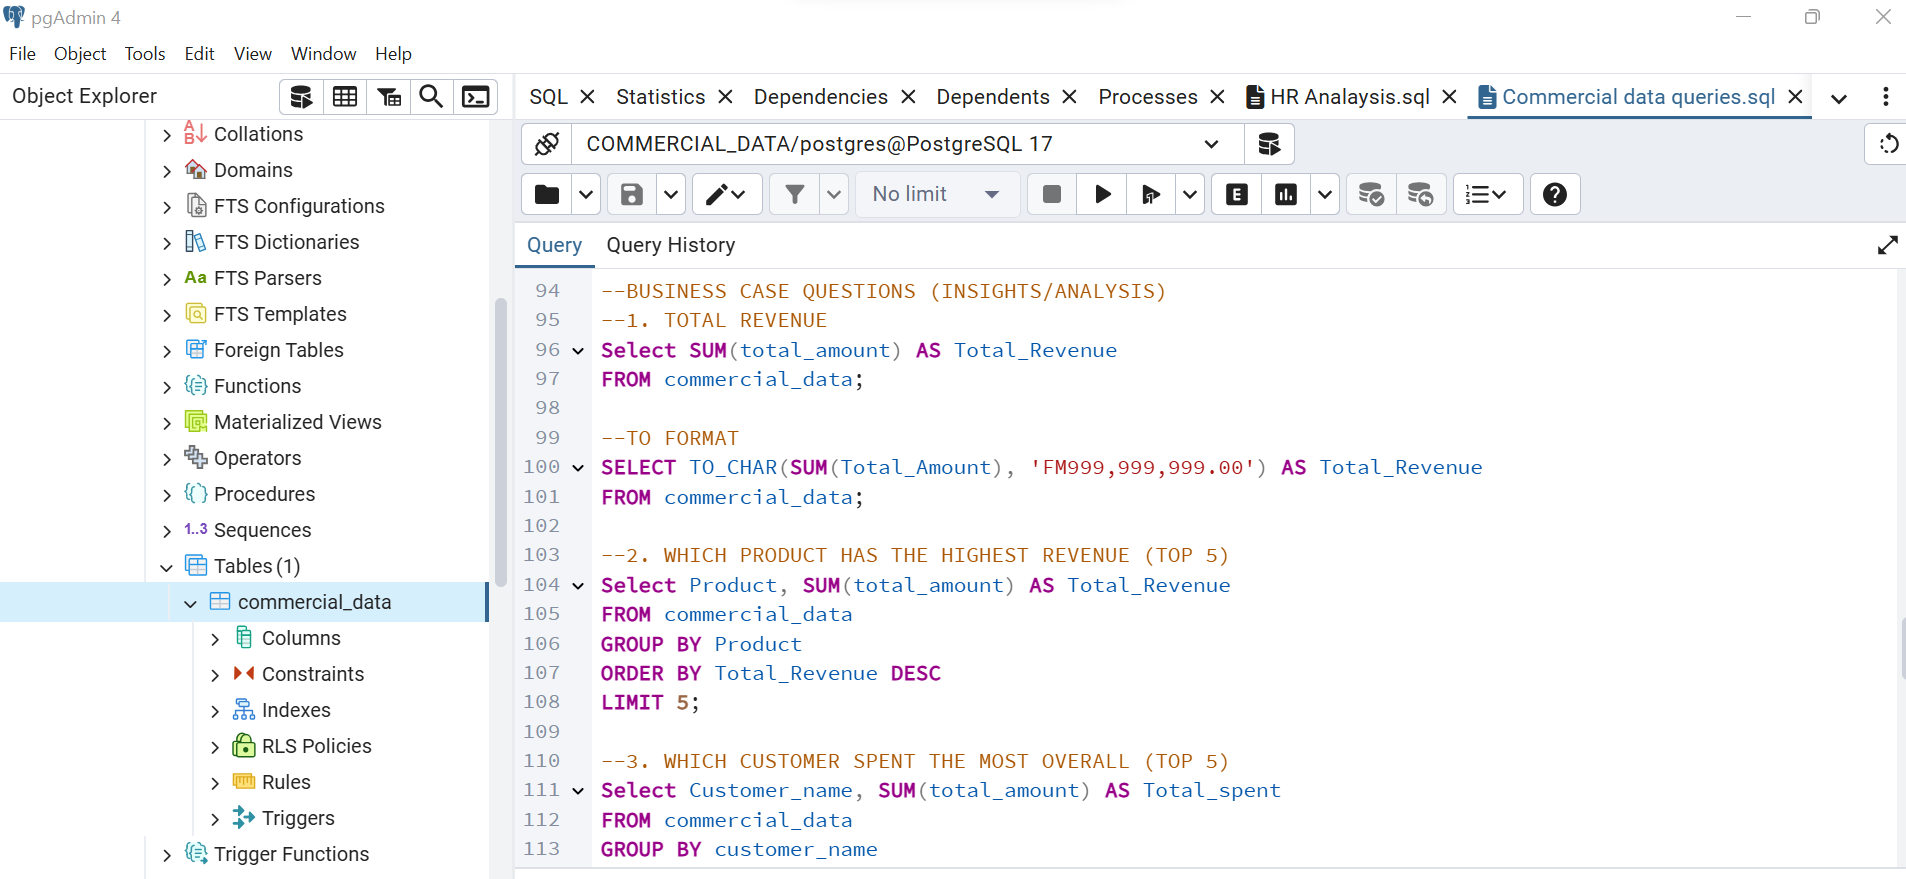 pgAdmin 4
File Object Tools Edit View Window Help
Object Explorer
SQL Statistics Dependencies Dependents Processes HR Analaysis.sql Commercial data queries.sql
Collations
Domains
FTS Configurations
FTS Dictionaries
Aa FTS Parsers
FTS Templates
Foreign Tables
Functions
Materialized Views
Operators
Procedures
1..3 Sequences
Tables (1)
commercial_data
Columns
Constraints
Indexes
RLS Policies
Rules
Triggers
Trigger Functions
COMMERCIAL_DATA/postgres@PostgreSQL 17
No limit
E
Query Query History
94 --BUSINESS CASE QUESTIONS (INSIGHTS/ANALYSIS)
95 --1. TOTAL REVENUE
96 Select SUM(total_amount) AS Total_Revenue
97 FROM commercial_data;
98
99 --TO FORMAT
100 SELECT TO_CHAR(SUM(Total_Amount), 'FM999,999,999.00') AS Total_Revenue
101 FROM commercial_data;
102
103 --2. WHICH PRODUCT HAS THE HIGHEST REVENUE (TOP 5)
104 Select Product, SUM(total_amount) AS Total_Revenue
105 FROM commercial_data
106 GROUP BY Product
107 ORDER BY Total_Revenue DESC
108 LIMIT 5;
109
110 --3. WHICH CUSTOMER SPENT THE MOST OVERALL (TOP 5)
111 Select Customer_name, SUM(total_amount) AS Total_spent
112 FROM commercial_data
113 GROUP BY customer_name